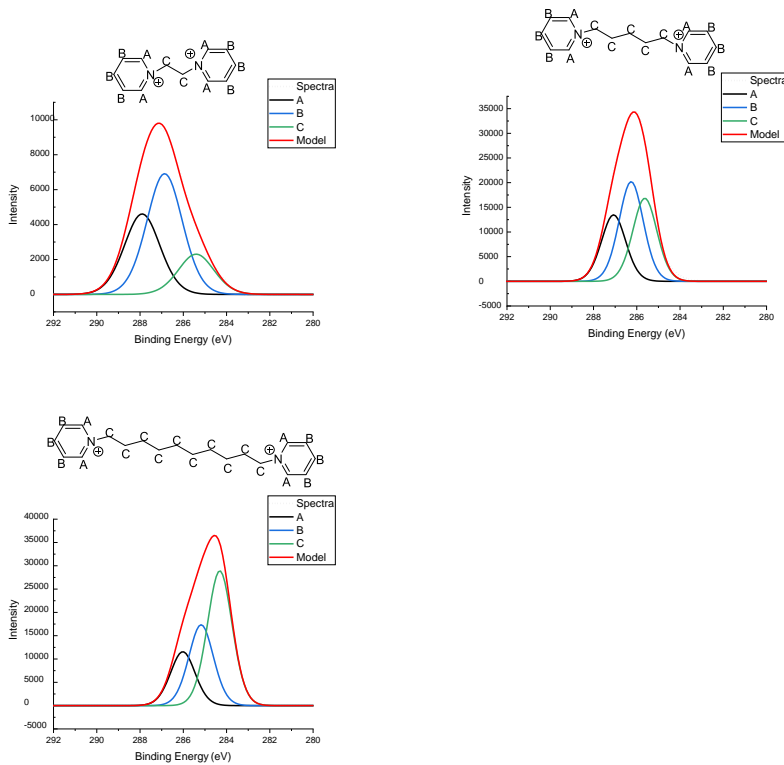 B A A B
C
B N N B
B C A B
B A
Spectra
A
B
C
Model
10000
8000
6000
4000
2000
0
Intensity
292 290 288 286 284 282 280
Binding Energy (eV)
B A A B
C C
B N N B
B A C C C A B
Spectra
A
B
C
Model
35000
30000
25000
20000
15000
10000
5000
0
-5000
Intensity
292 290 288 286 284 282 280
Binding Energy (eV)
B A
C C C C C
B N A B
B A C C C C C N B
A B
Spectra
A
B
C
Model
40000
35000
30000
25000
20000
15000
10000
5000
0
-5000
Intensity
292 290 288 286 284 282 280
Binding Energy (eV)